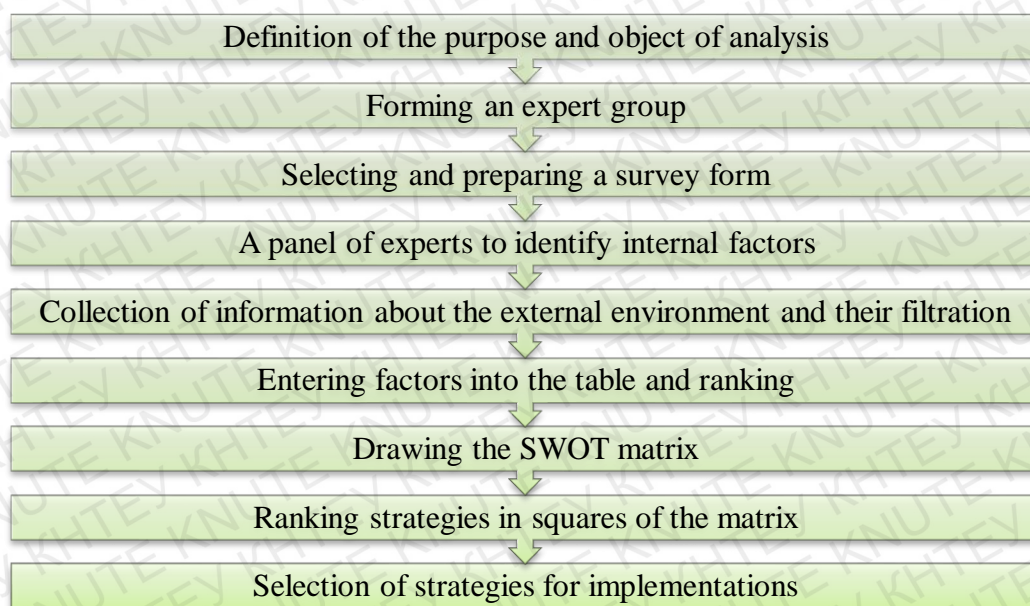 Definition of the purpose and object of analysis
Forming an expert group
Selecting and preparing a survey form
A panel of experts to identify internal factors
Collection of information about the external environment and their filtration
Entering factors into the table and ranking
Drawing the SWOT matrix
Ranking strategies in squares of the matrix
Selection of strategies for implementations